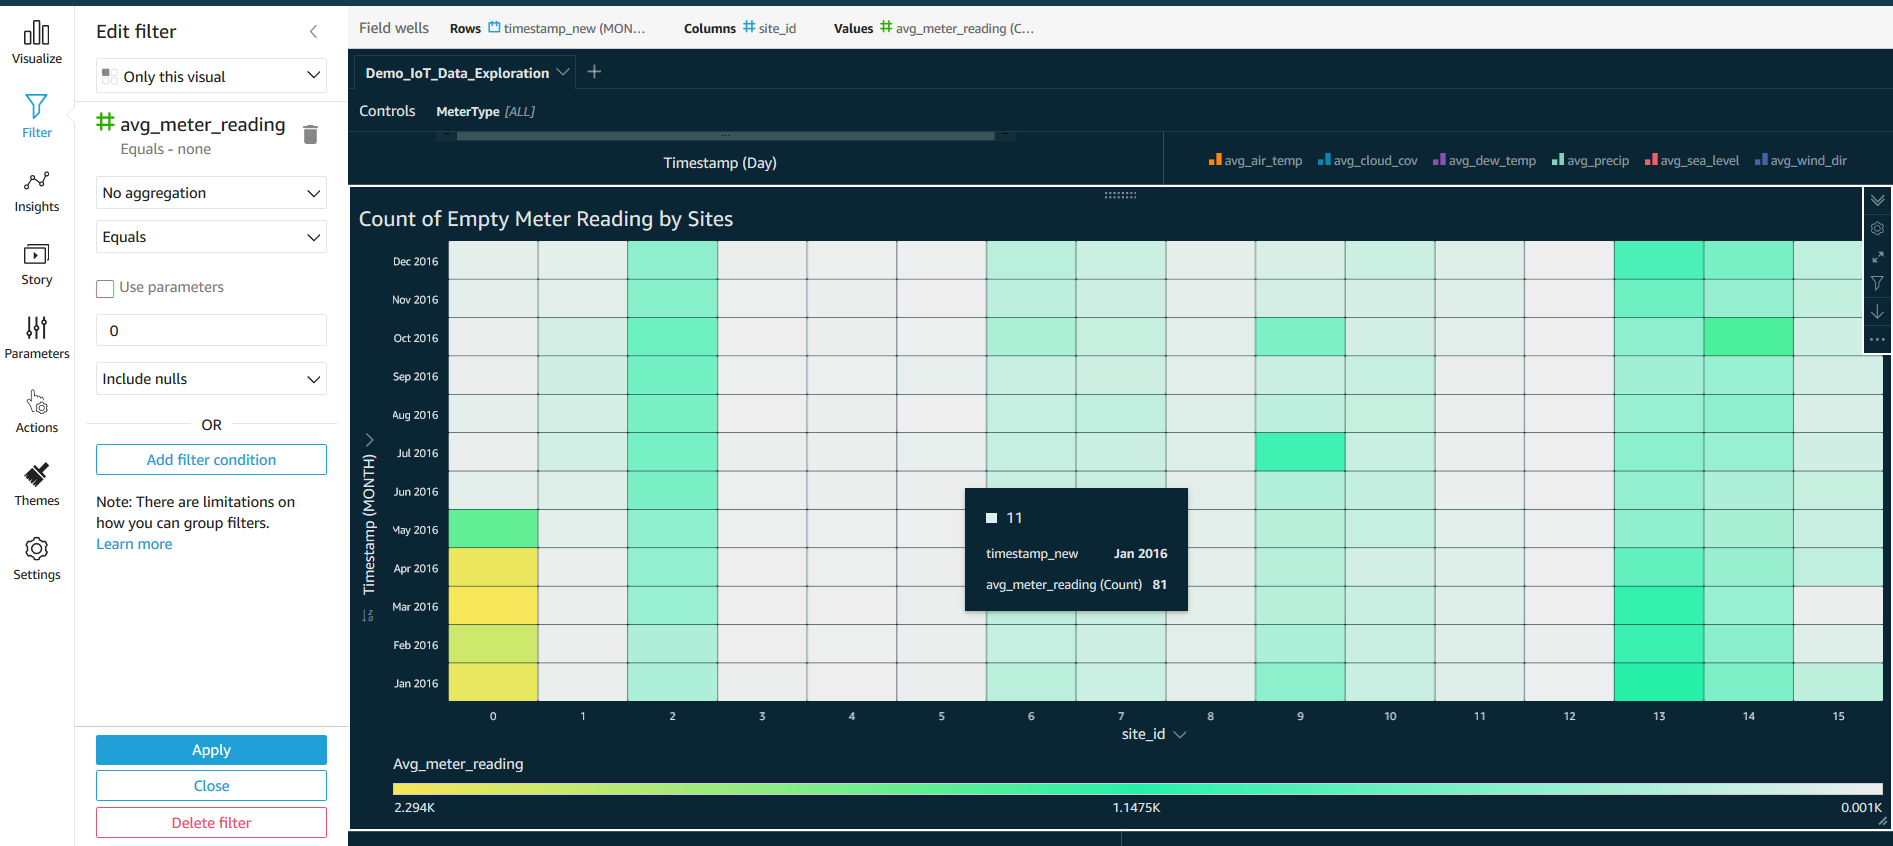 Visualize
Filter
Insights
Story
Parameters
Actions
Themes
Settings
Edit filter
Only this visual
avg_meter_reading
Equals - none
No aggregation
Equals
Use parameters
0
Include nulls
OR
Add filter condition
Note: There are limitations on
how you can group filters.
Learn more
Apply
Close
Delete filter
Field wells Rows timestamp_new (MON... Columns site_id Values avg_meter_reading (C...
Demo_IoT_Data_Exploration
Controls MeterType [ALL]
Timestamp (Day)
avg_air_temp avg_cloud_cov avg_dew_temp avg_precip avg_sea_level avg_wind_dir
Count of Empty Meter Reading by Sites
Timestamp (MONTH)
Dec 2016
Nov 2016
Oct 2016
Sep 2016
Aug 2016
Jul 2016
Jun 2016
May 2016
Apr 2016
Mar 2016
Feb 2016
Jan 2016
11
timestamp_new Jan 2016
avg_meter_reading (Count) 81
0 1 2 3 4 5 6 7 8 9 10 11 12 13 14 15
site_id
Avg_meter_reading
2.294K 1.1475K 0.001K